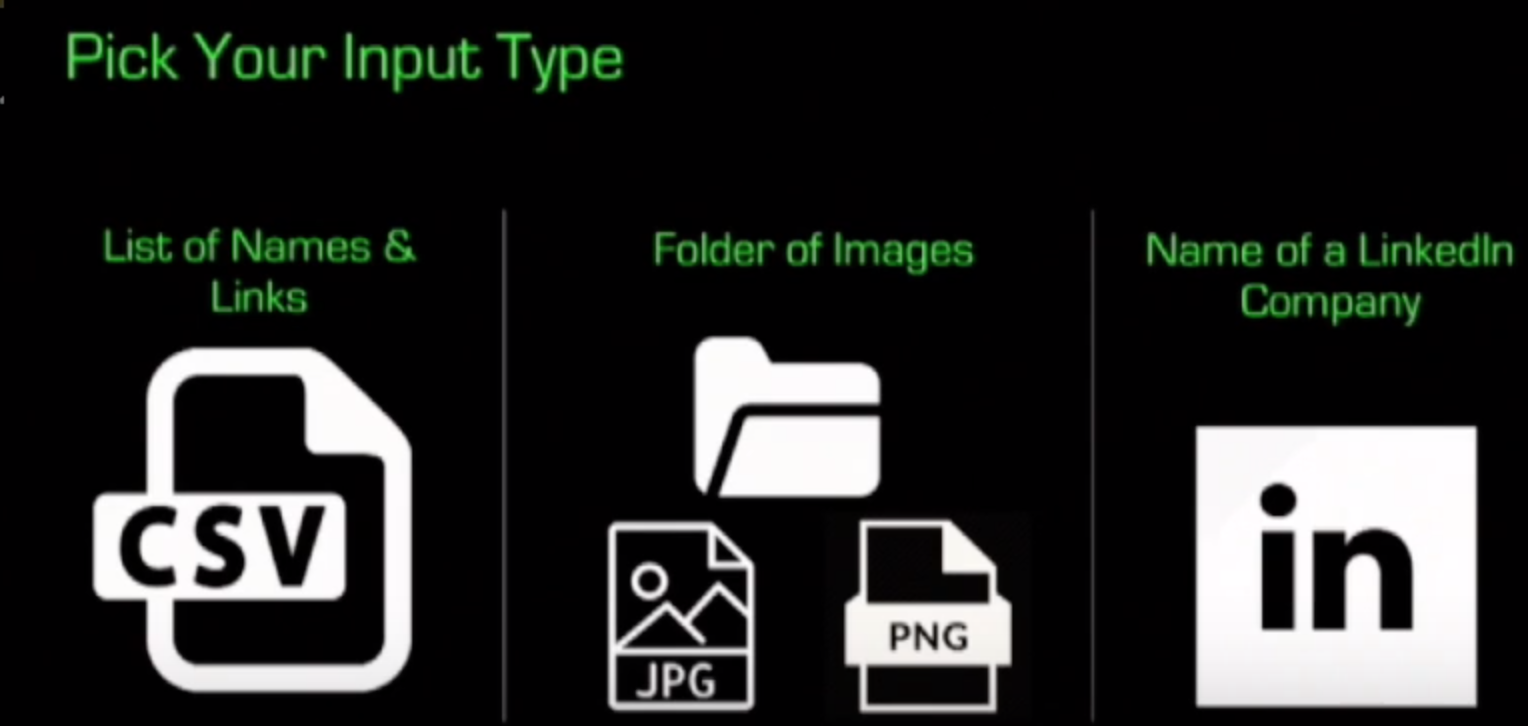 Pick Your Input Type
List of Names &
Links
CSV
Folder of Images
JPG
PNG
Name of a LinkedIn
Company
in